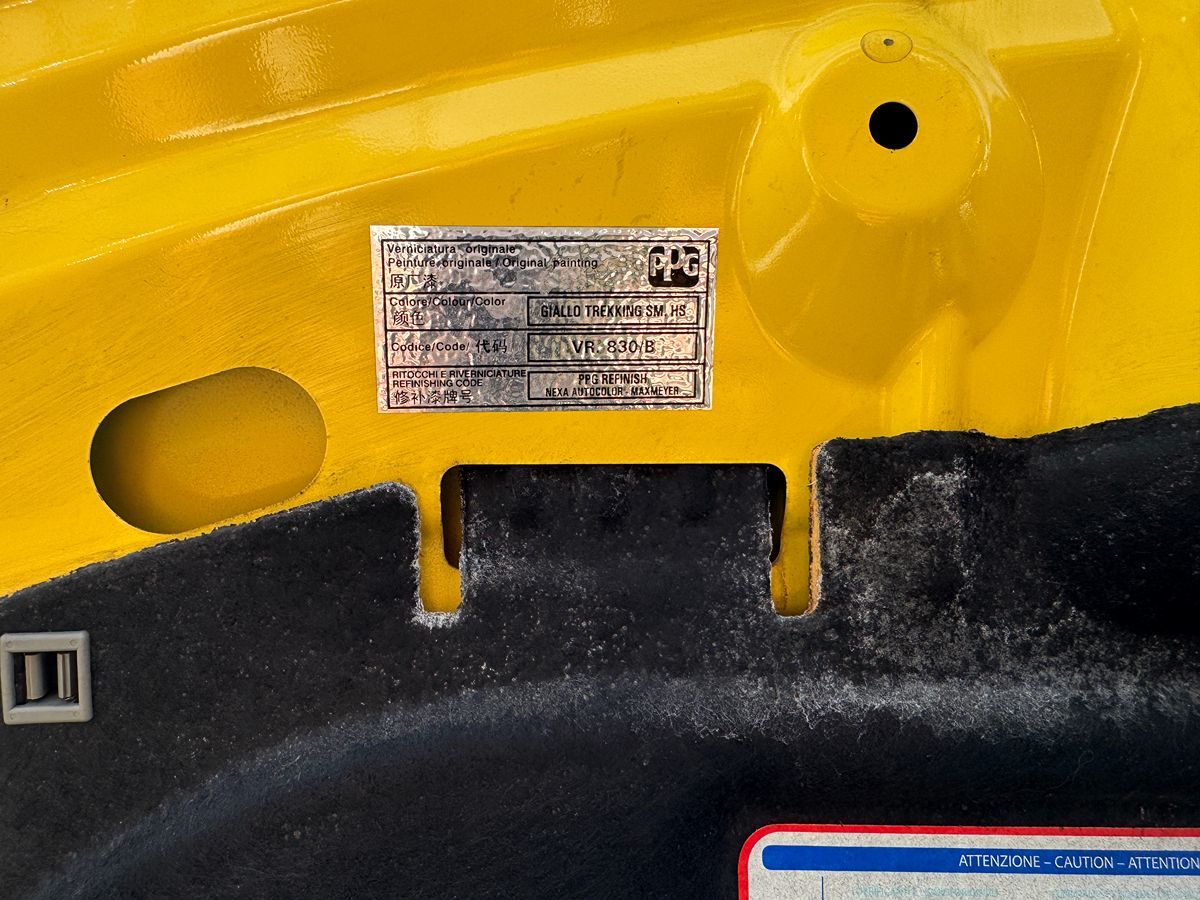 Verniciatura originale
Peinture originale / Original painting
原厂漆
PPG
Colore/Colour/Color
颜色
GIALLO TREKKING SM. HS
Codice/Code/ 代码
VR. 830/B
RITOCCHI E RIVERNICIATURE
REFINISHING CODE
修补漆牌号
PPG REFINISH
NEXA AUTOCOLOR - MAXMEYER
ATTENZIONE – CAUTION – ATTENTION